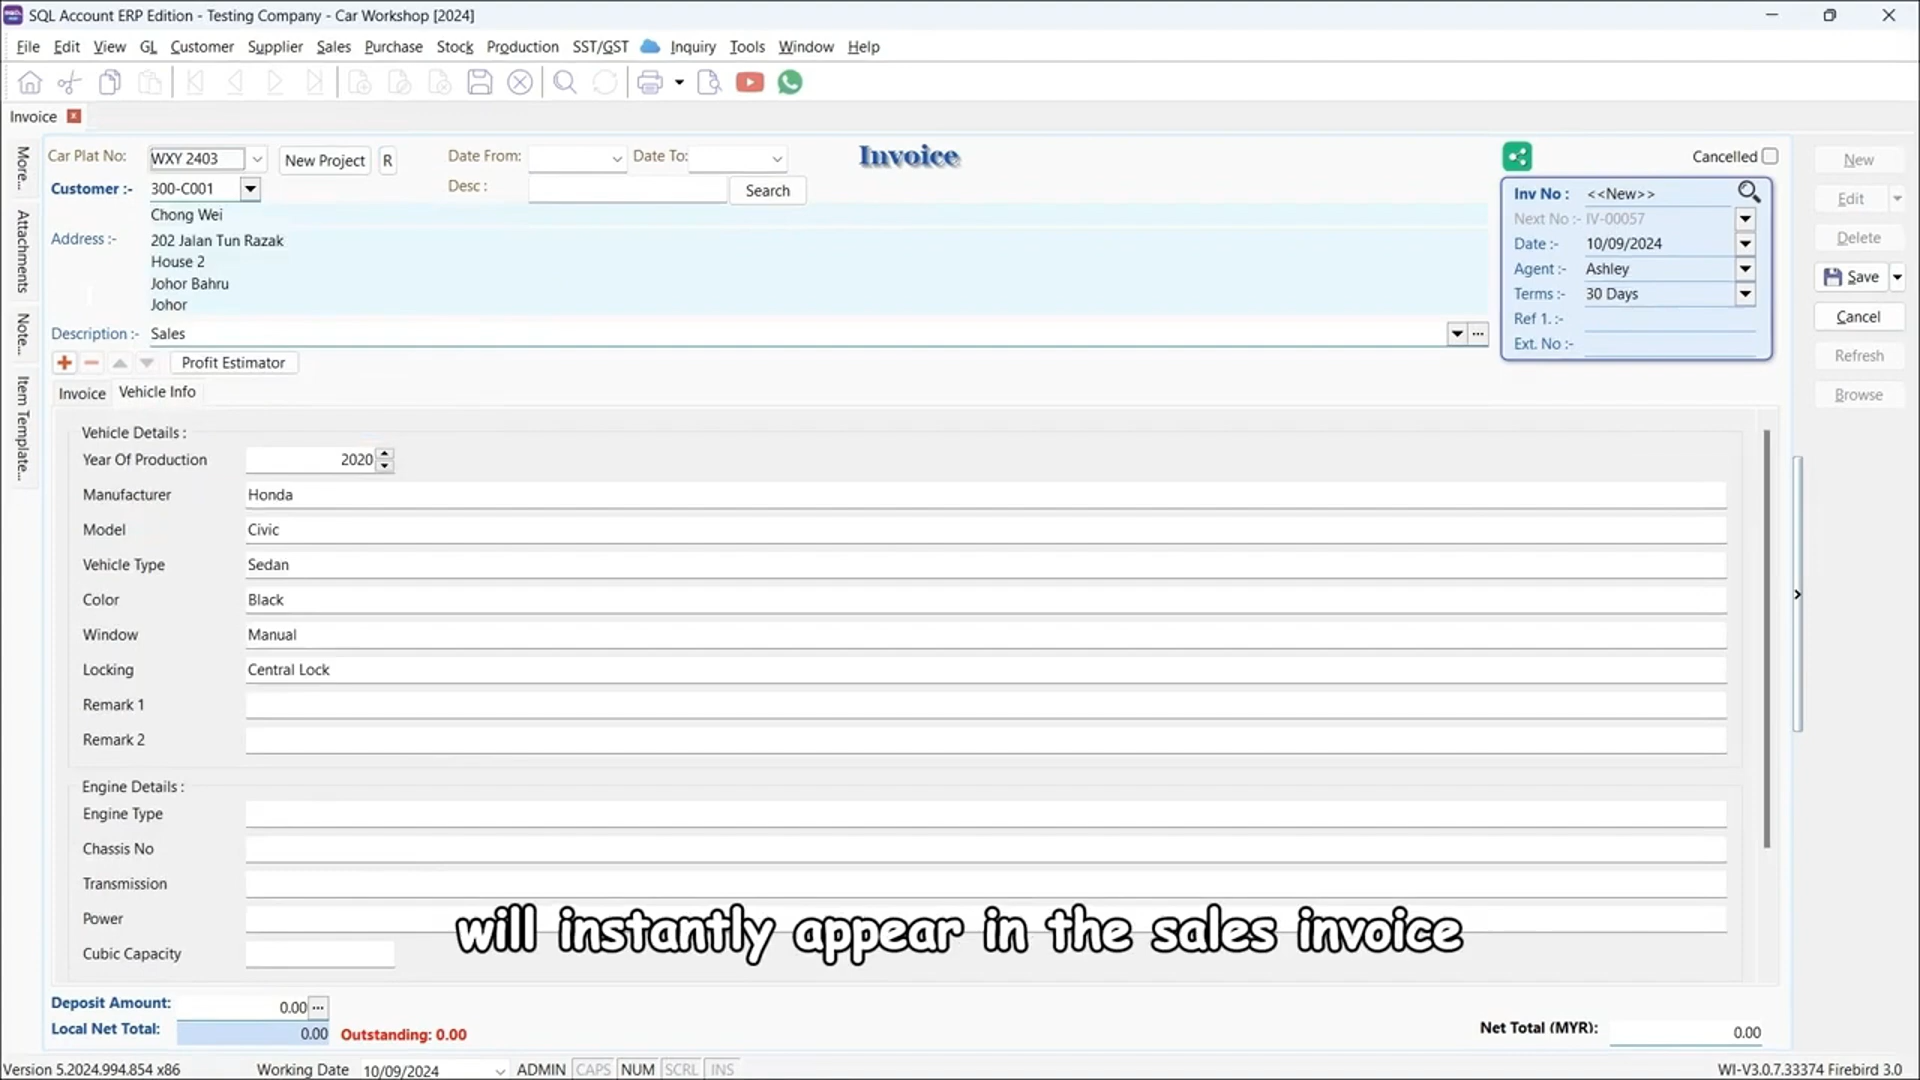 SQL Account ERP Edition - Testing Company - Car Workshop [2024]
File Edit View GL Customer Supplier Sales Purchase Stock Production SST/GST Inquiry Tools Window Help
Invoice
Car Plat No: WXY 2403 New Project R Date From: Date To: Invoice Cancelled
Customer :- 300-C001 Desc : Search
Chong Wei
Address :- 202 Jalan Tun Razak
House 2
Johor Bahru
Johor
Description :- Sales
Inv No : <<New>>
Next No :- IV-00057
Date :- 10/09/2024
Agent :- Ashley
Terms :- 30 Days
Ref 1. :-
Ext. No :-
New
Edit
Delete
Save
Cancel
Refresh
Browse
More...
Attachments
Note...
Item Template...
Profit Estimator
Invoice Vehicle Info
Vehicle Details :
Year Of Production 2020
Manufacturer Honda
Model Civic
Vehicle Type Sedan
Color Black
Window Manual
Locking Central Lock
Remark 1
Remark 2
Engine Details :
Engine Type
Chassis No
Transmission
Power
Cubic Capacity
will instantly appear in the sales invoice
Deposit Amount: 0.00
Local Net Total: 0.00 Outstanding: 0.00
Net Total (MYR): 0.00
Version 5.2024.994.854 x86 Working Date 10/09/2024 ADMIN CAPS NUM SCRL INS WI-V3.0.7.33374 Firebird 3.0